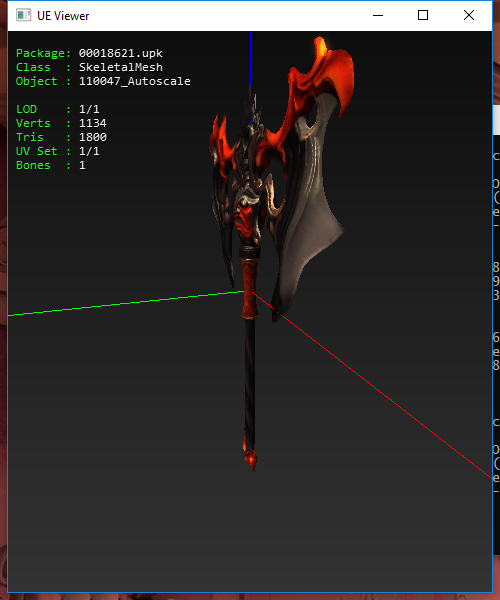 UE Viewer
Package: 00018621.upk
Class : SkeletalMesh
Object : 110047_Autoscale
LOD : 1/1
Verts : 1134
Tris : 1800
UV Set : 1/1
Bones : 1